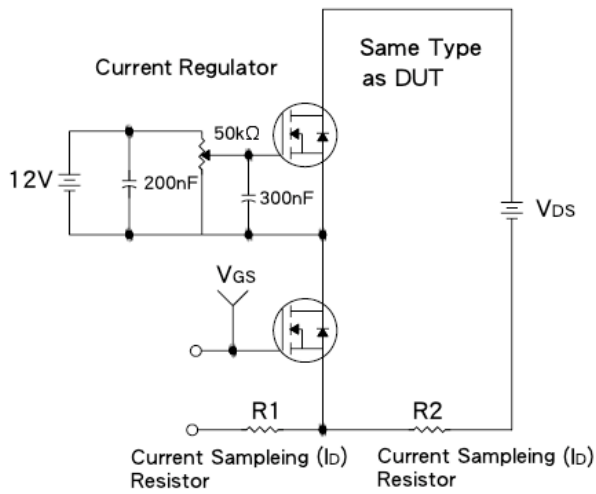 Same Type
as DUT
Current Regulator
50kΩ
12V
200nF
300nF
VDS
VGS
R1
R2
Current Sampleing (ID)
Resistor
Current Sampleing (ID)
Resistor